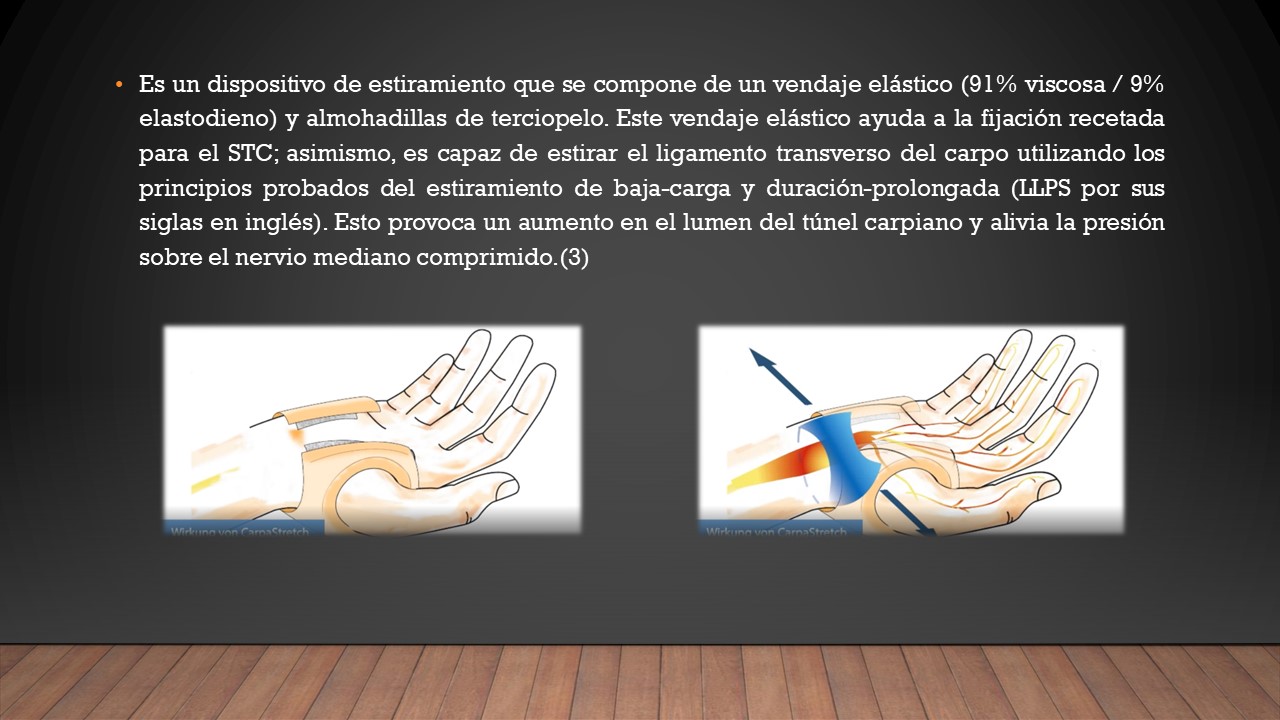 • Es un dispositivo de estiramiento que se compone de un vendaje elástico (91% viscosa / 9%
elastodieno) y almohadillas de terciopelo. Este vendaje elástico ayuda a la fijación recetada
para el STC; asimismo, es capaz de estirar el ligamento transverso del carpo utilizando los
principios probados del estiramiento de baja-carga y duración-prolongada (LLPS por sus
siglas en inglés). Esto provoca un aumento en el lumen del túnel carpiano y alivia la presión
sobre el nervio mediano comprimido.(3)
Wirkung von CarpaStretch
Wirkung von CarpaStretch